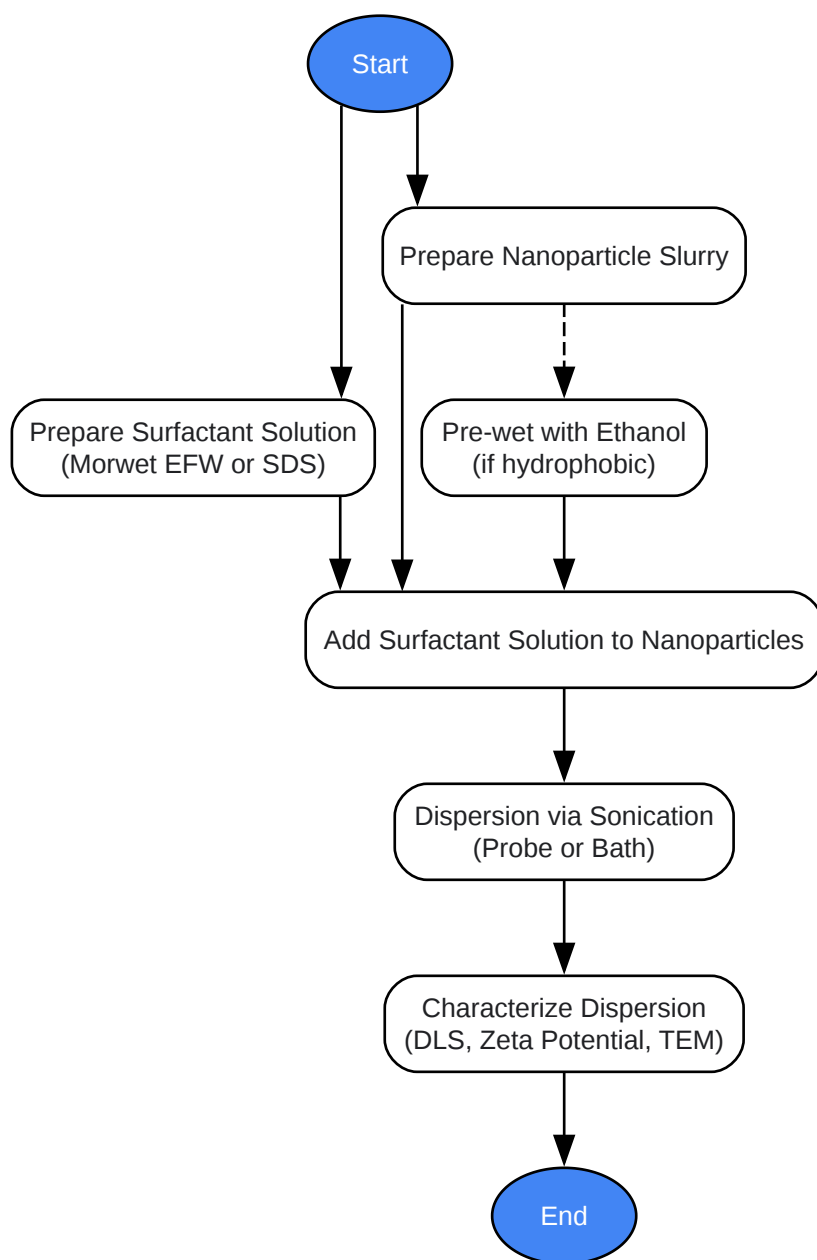 Start
Prepare Nanoparticle Slurry
Prepare Surfactant Solution
(Morwet EFW or SDS)
Pre-wet with Ethanol
(if hydrophobic)
Add Surfactant Solution to Nanoparticles
Dispersion via Sonication
(Probe or Bath)
Characterize Dispersion
(DLS, Zeta Potential, TEM)
End